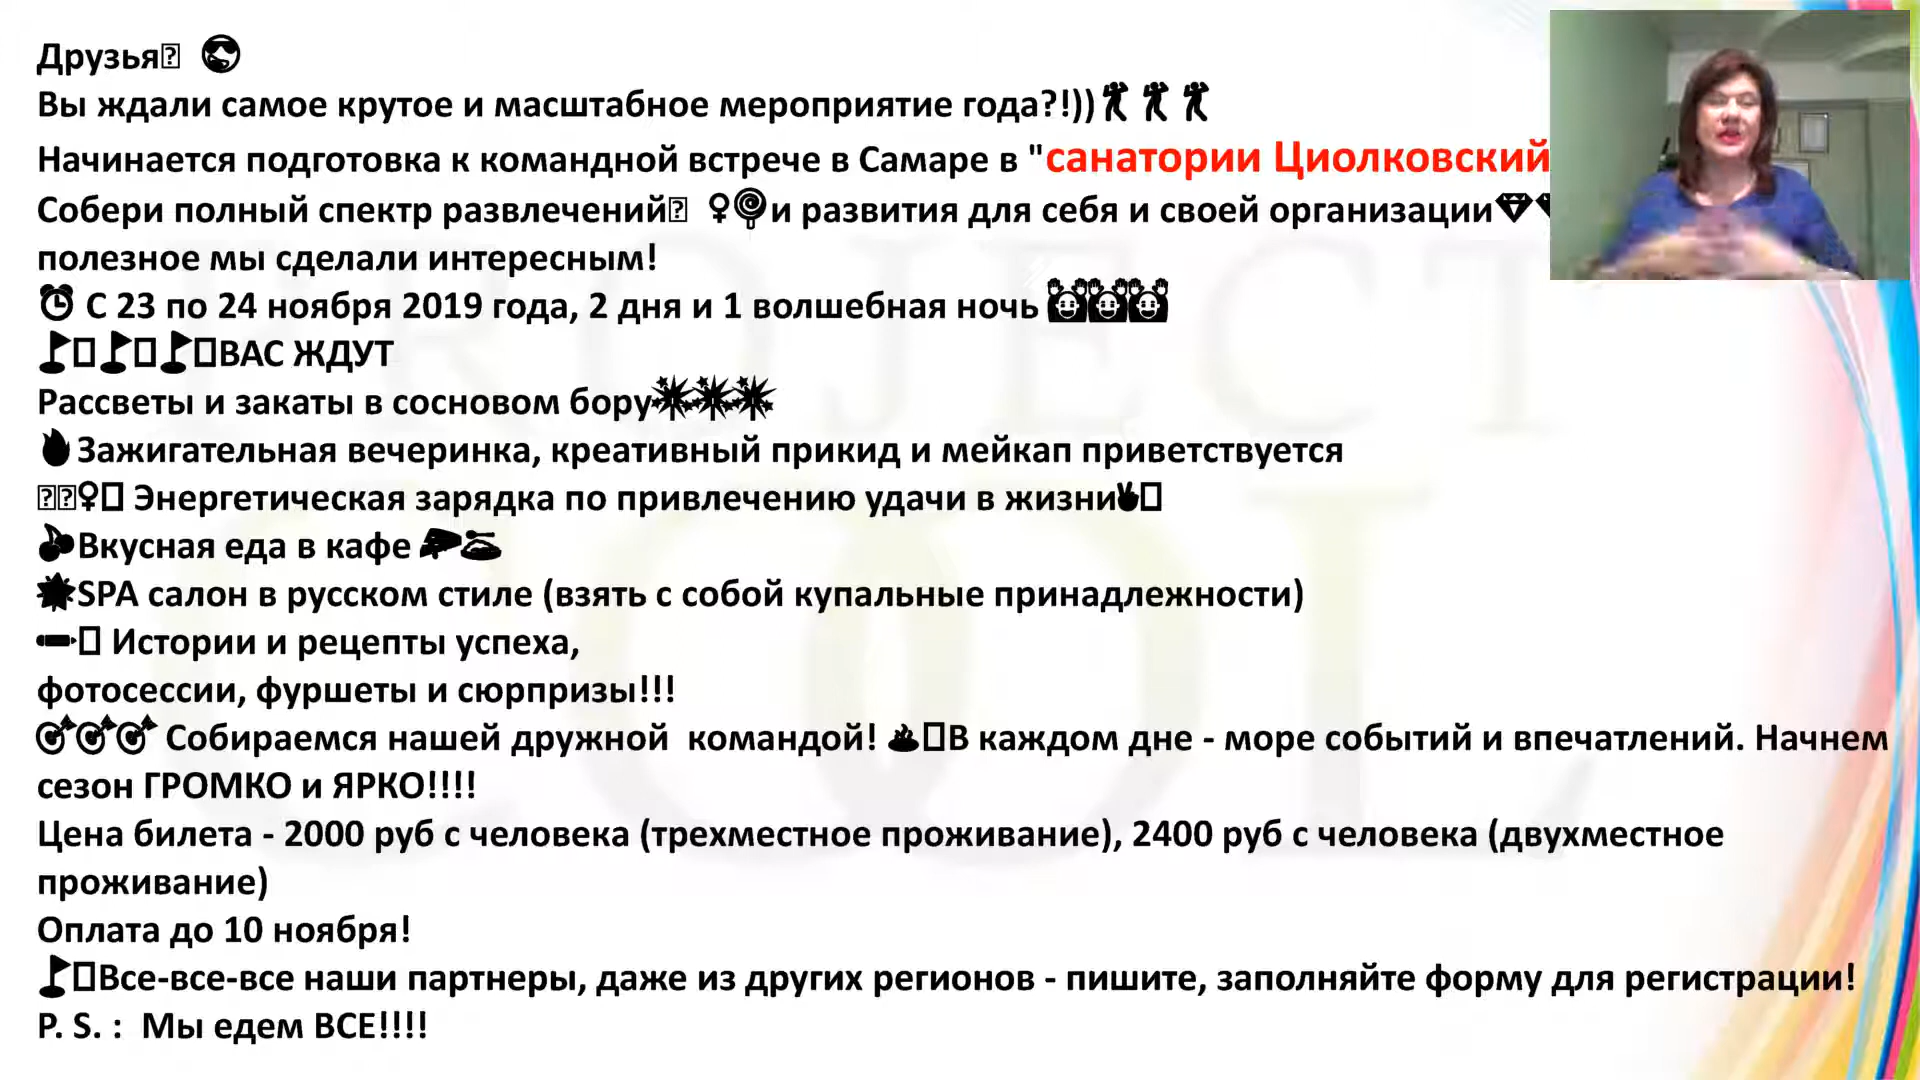 Друзья 😎
Вы ждали самое крутое и масштабное мероприятие года?!))
Начинается подготовка к командной встрече в Самаре в "санатории Циолковский
Собери полный спектр развлечений ♀🍭и развития для себя и своей организации💎
полезное мы сделали интересным!
⏰ С 23 по 24 ноября 2019 года, 2 дня и 1 волшебная ночь 🙌🙌🙌
⛳⛳⛳ВАС ЖДУТ
Рассветы и закаты в сосновом бору
🔥Зажигательная вечеринка, креативный прикид и мейкап приветствуется
♀ Энергетическая зарядка по привлечению удачи в жизни✌
🍒Вкусная еда в кафе
SPA салон в русском стиле (взять с собой купальные принадлежности)
Истории и рецепты успеха,
фотосессии, фуршеты и сюрпризы!!!
🎯🎯🎯 Собираемся нашей дружной командой! В каждом дне - море событий и впечатлений. Начнем
сезон ГРОМКО и ЯРКО!!!!
Цена билета - 2000 руб с человека (трехместное проживание), 2400 руб с человека (двухместное
проживание)
Оплата до 10 ноября!
⛳Все-все-все наши партнеры, даже из других регионов - пишите, заполняйте форму для регистрации!
P. S. : Мы едем ВСЕ!!!!
PROJECT
COOL